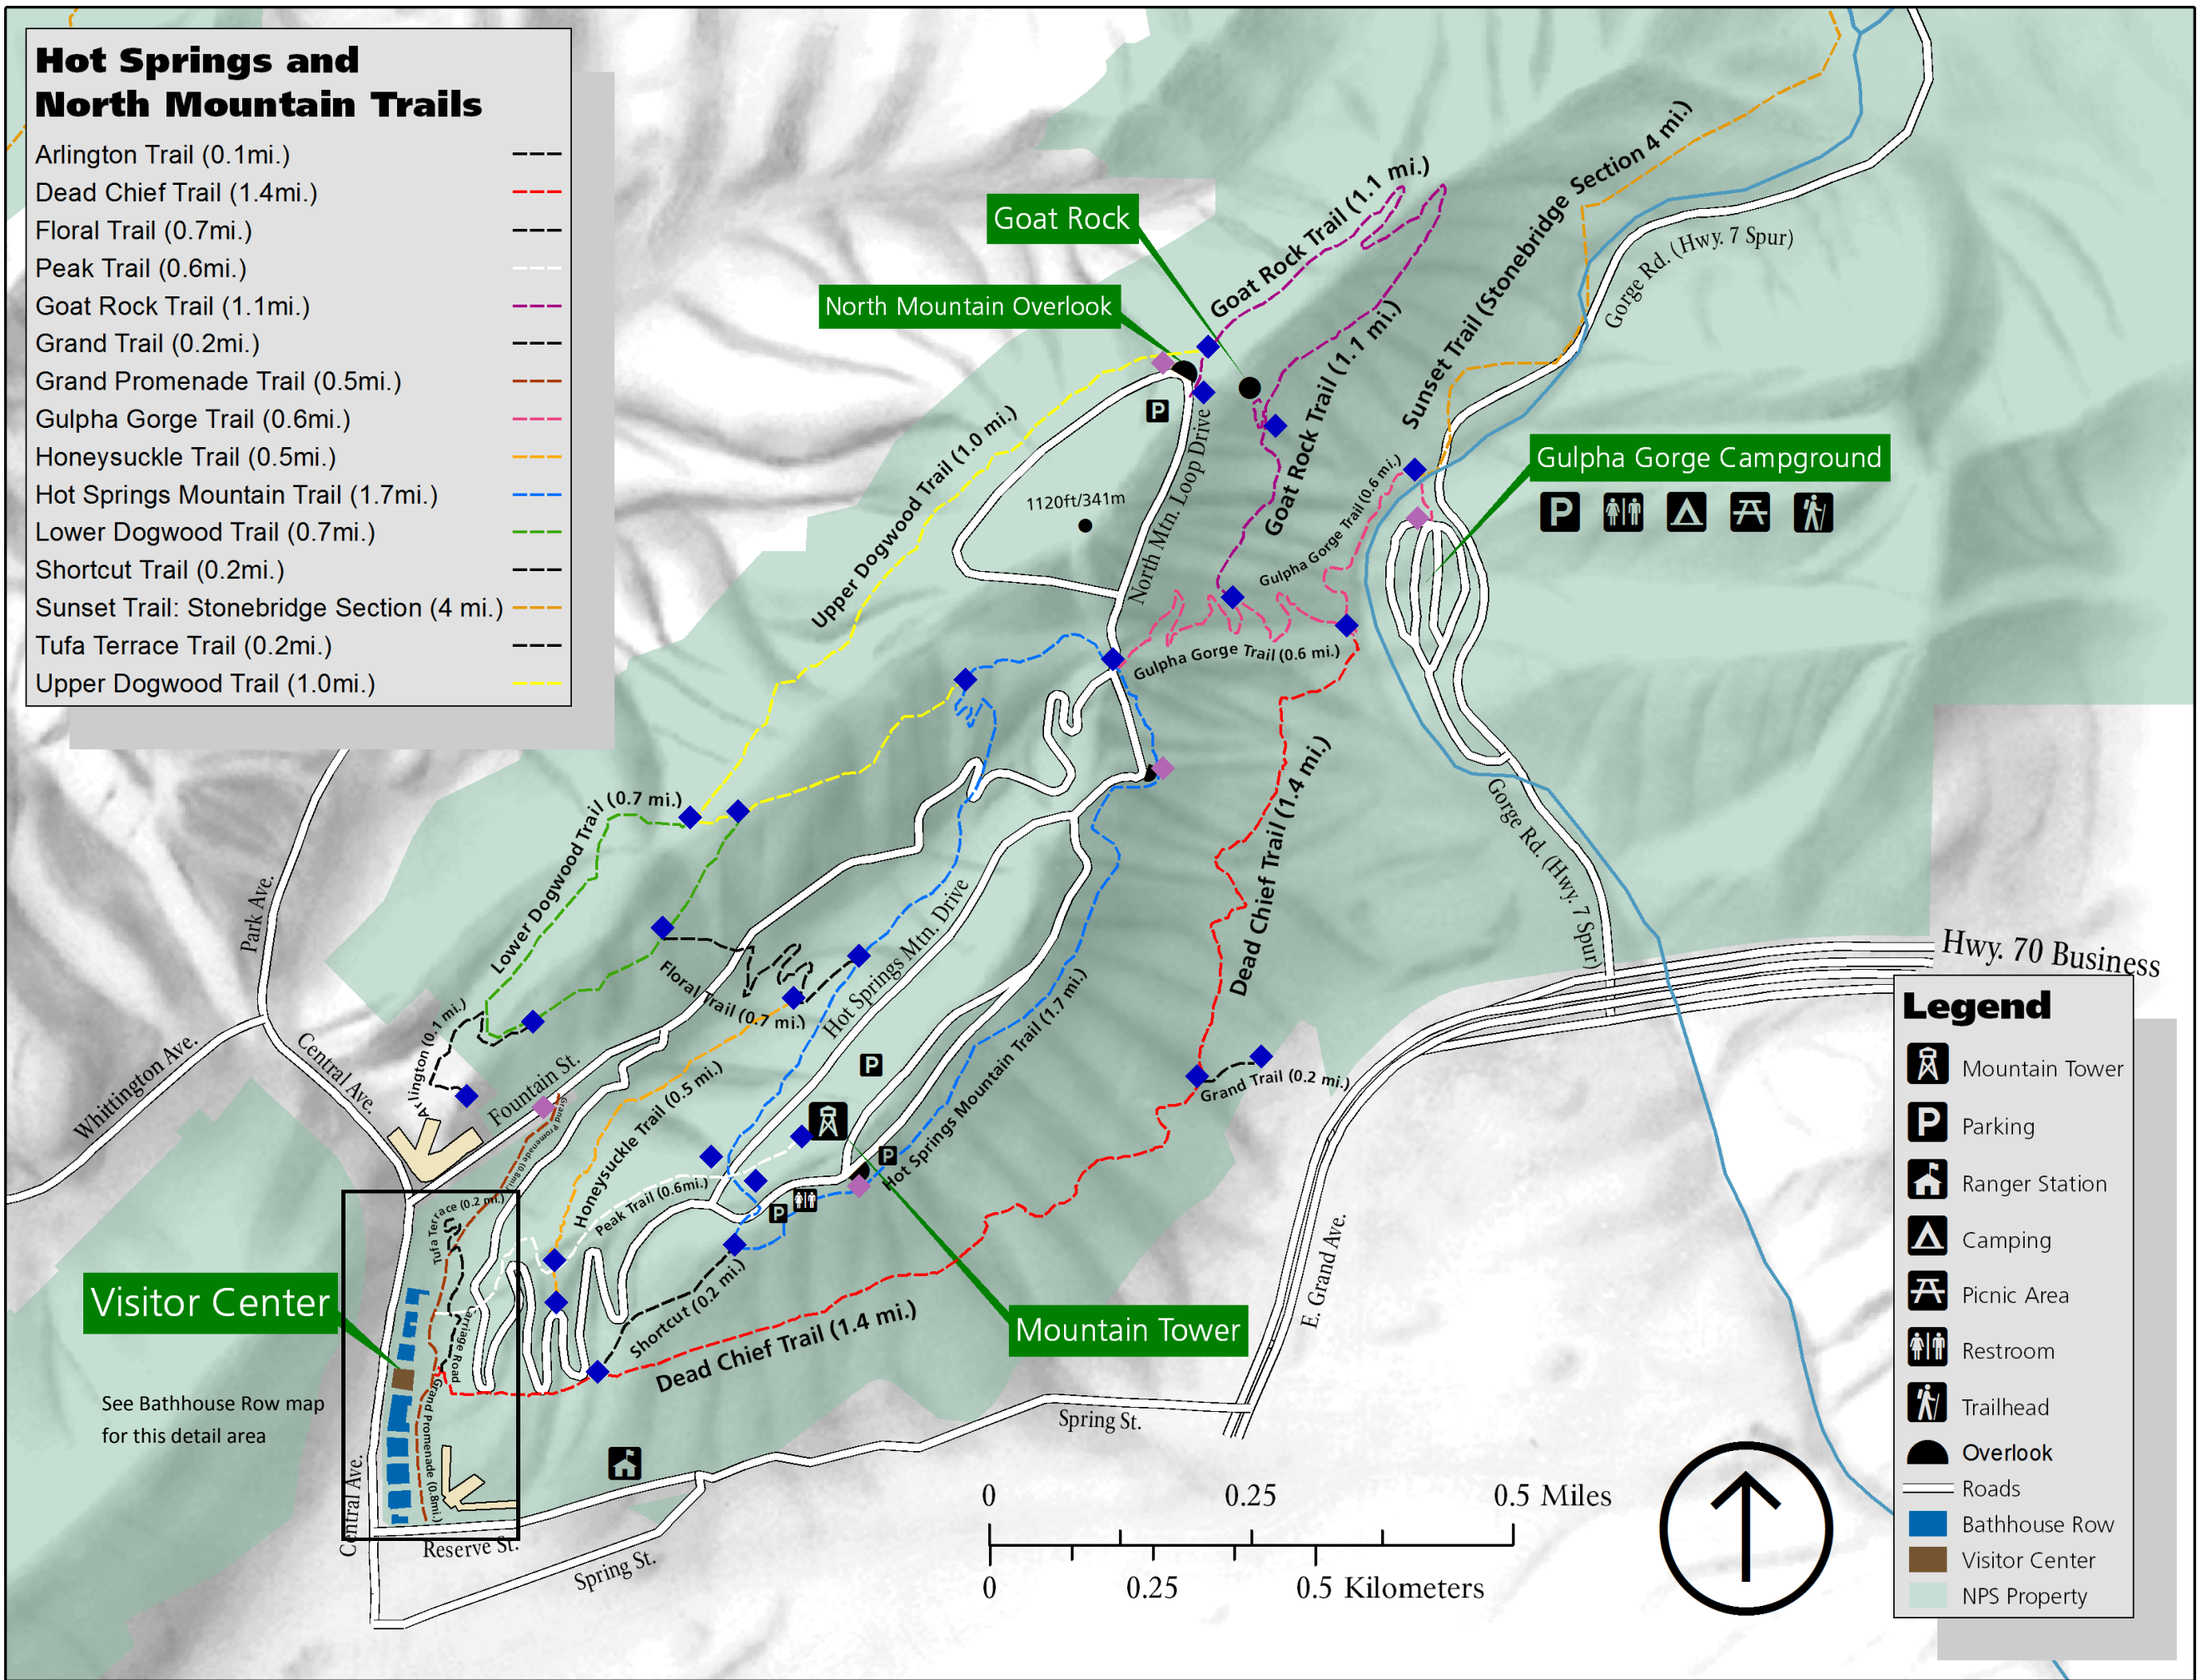 Hot Springs and
North Mountain Trails
Arlington Trail (0.1mi.)
Dead Chief Trail (1.4mi.)
Floral Trail (0.7mi.)
Peak Trail (0.6mi.)
Goat Rock Trail (1.1mi.)
Grand Trail (0.2mi.)
Grand Promenade Trail (0.5mi.)
Gulpha Gorge Trail (0.6mi.)
Honeysuckle Trail (0.5mi.)
Hot Springs Mountain Trail (1.7mi.)
Lower Dogwood Trail (0.7mi.)
Shortcut Trail (0.2mi.)
Sunset Trail: Stonebridge Section (4 mi.)
Tufa Terrace Trail (0.2mi.)
Upper Dogwood Trail (1.0mi.)
Goat Rock
North Mountain Overlook
Goat Rock Trail (1.1 mi.)
Goat Rock Trail (1.1 mi.)
Sunset Trail (Stonebridge Section 4 mi.)
Gorge Rd. (Hwy. 7 Spur)
Gulpha Gorge Campground
P
P
1120ft/341m
North Mtn. Loop Drive
Upper Dogwood Trail (1.0 mi.)
Gulpha Gorge Trail (0.6 mi.)
Gulpha Gorge Trail (0.6 mi.)
Dead Chief Trail (1.4 mi.)
Gorge Rd. (Hwy. 7 Spur)
Hwy. 70 Business
Lower Dogwood Trail (0.7 mi.)
Park Ave.
Whittington Ave.
Central Ave.
Arlington (0.1 mi.)
Fountain St.
Floral Trail (0.7 mi.)
Hot Springs Mtn. Drive
Hot Springs Mountain Trail (1.7 mi.)
P
P
P
Honeysuckle Trail (0.5 mi.)
Peak Trail (0.6mi.)
Grand Promenade (0.8mi.)
Tufa Terrace (0.2 mi.)
Carriage Road
Grand Promenade (0.8mi.)
Grand Trail (0.2 mi.)
E. Grand Ave.
Shortcut (0.2 mi.)
Dead Chief Trail (1.4 mi.)
Mountain Tower
Visitor Center
See Bathhouse Row map
for this detail area
Central Ave.
Reserve St.
Spring St.
Spring St.
0 0.25 0.5 Miles
0 0.25 0.5 Kilometers
Legend
Mountain Tower
P Parking
Ranger Station
Camping
Picnic Area
Restroom
Trailhead
Overlook
Roads
Bathhouse Row
Visitor Center
NPS Property